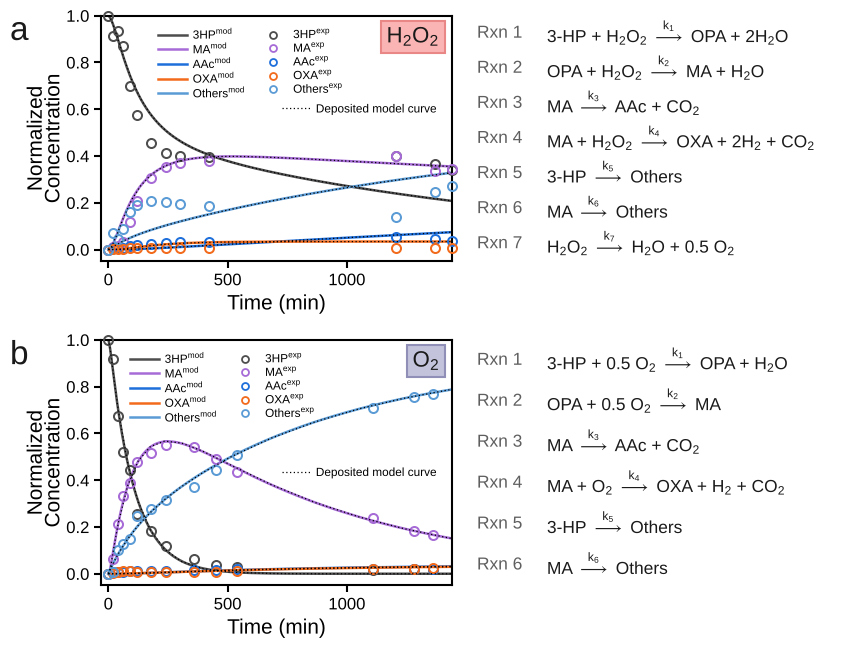 a
H₂O₂
3HPᵐᵒᵈ
MAᵐᵒᵈ
AAcᵐᵒᵈ
OXAᵐᵒᵈ
Othersᵐᵒᵈ
3HPᵉˣᵖ
MAᵉˣᵖ
AAcᵉˣᵖ
OXAᵉˣᵖ
Othersᵉˣᵖ
Deposited model curve
Normalized
Concentration
1.0
0.8
0.6
0.4
0.2
0.0
0 500 1000
Time (min)
Rxn 1 3-HP + H₂O₂ k₁ → OPA + 2H₂O
Rxn 2 OPA + H₂O₂ k₂ → MA + H₂O
Rxn 3 MA k₃ → AAc + CO₂
Rxn 4 MA + H₂O₂ k₄ → OXA + 2H₂ + CO₂
Rxn 5 3-HP k₅ → Others
Rxn 6 MA k₆ → Others
Rxn 7 H₂O₂ k₇ → H₂O + 0.5 O₂
b
O₂
3HPᵐᵒᵈ
MAᵐᵒᵈ
AAcᵐᵒᵈ
OXAᵐᵒᵈ
Othersᵐᵒᵈ
3HPᵉˣᵖ
MAᵉˣᵖ
AAcᵉˣᵖ
OXAᵉˣᵖ
Othersᵉˣᵖ
Deposited model curve
Normalized
Concentration
1.0
0.8
0.6
0.4
0.2
0.0
0 500 1000
Time (min)
Rxn 1 3-HP + 0.5 O₂ k₁ → OPA + H₂O
Rxn 2 OPA + 0.5 O₂ k₂ → MA
Rxn 3 MA k₃ → AAc + CO₂
Rxn 4 MA + O₂ k₄ → OXA + H₂ + CO₂
Rxn 5 3-HP k₅ → Others
Rxn 6 MA k₆ → Others